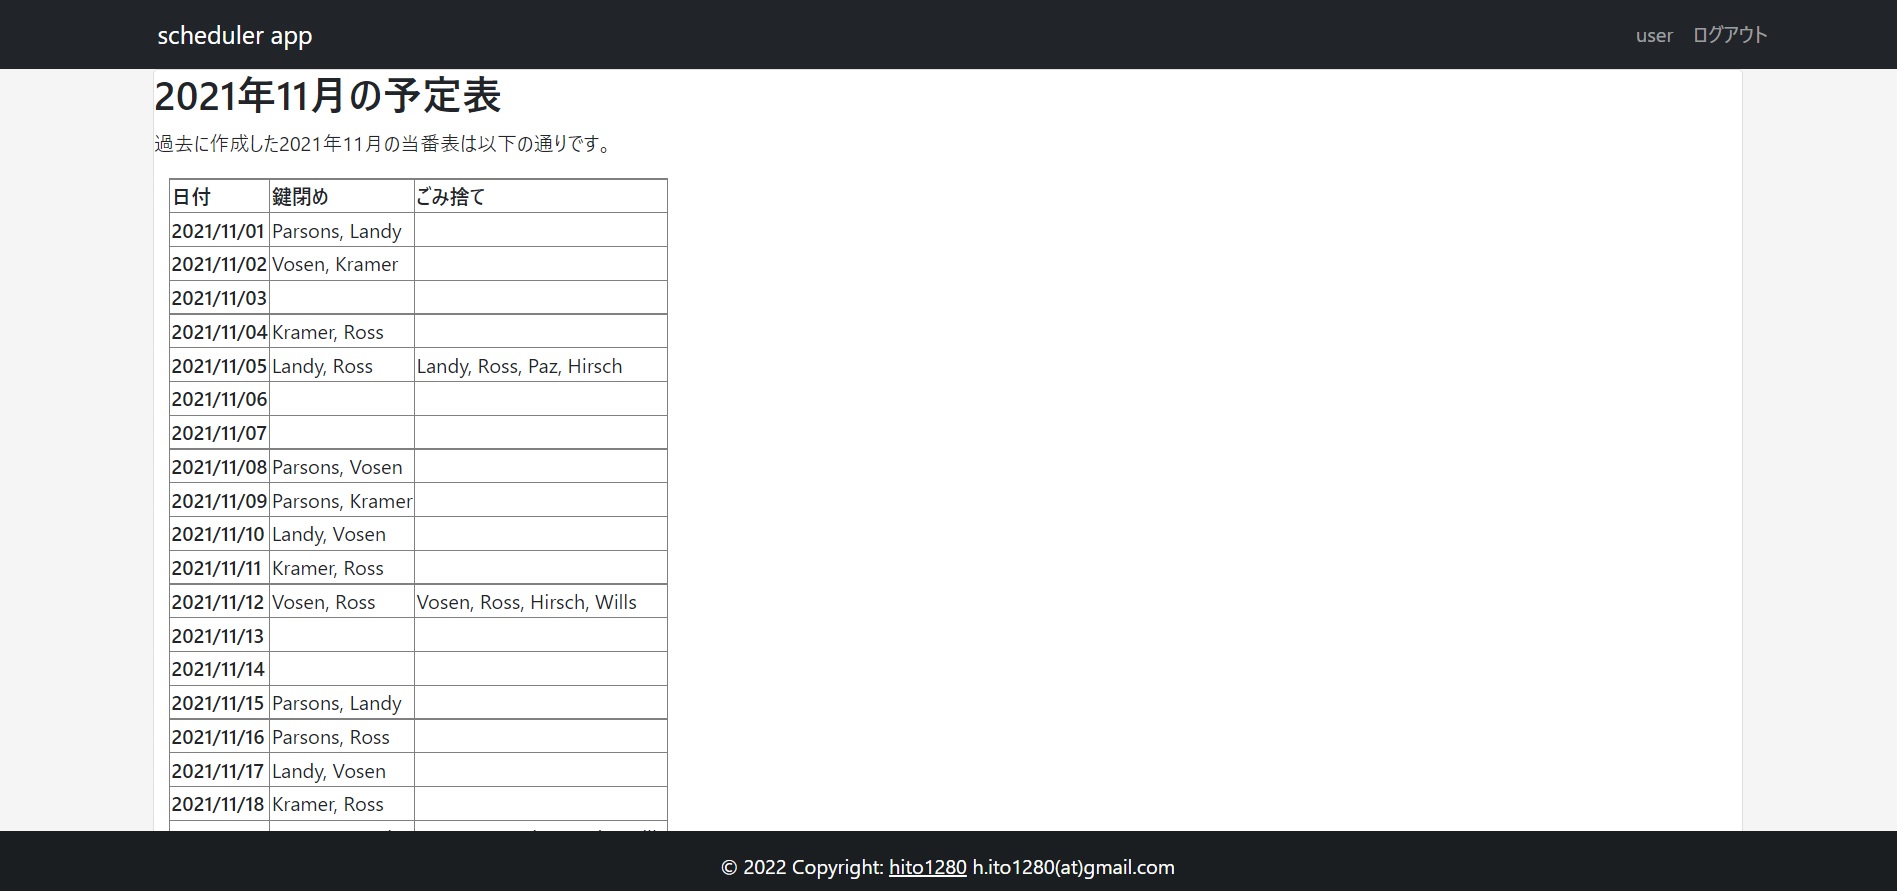 scheduler app user ログアウト
2021年11月の予定表
過去に作成した2021年11月の当番表は以下の通りです。
日付 鍵閉め ごみ捨て
2021/11/01 Parsons, Landy
2021/11/02 Vosen, Kramer
2021/11/03
2021/11/04 Kramer, Ross
2021/11/05 Landy, Ross Landy, Ross, Paz, Hirsch
2021/11/06
2021/11/07
2021/11/08 Parsons, Vosen
2021/11/09 Parsons, Kramer
2021/11/10 Landy, Vosen
2021/11/11 Kramer, Ross
2021/11/12 Vosen, Ross Vosen, Ross, Hirsch, Wills
2021/11/13
2021/11/14
2021/11/15 Parsons, Landy
2021/11/16 Parsons, Ross
2021/11/17 Landy, Vosen
2021/11/18 Kramer, Ross
© 2022 Copyright: hito1280 h.ito1280(at)gmail.com